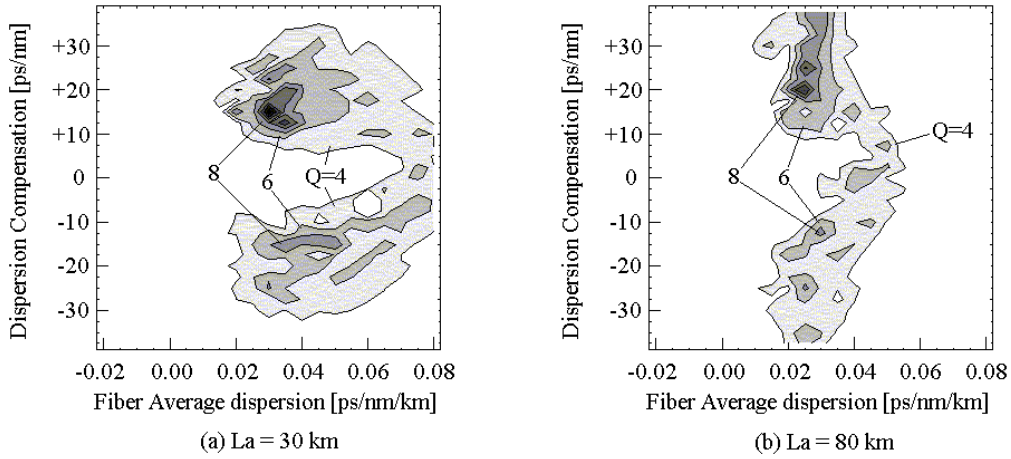 Dispersion Compensation [ps/nm]
+30
+20
+10
0
-10
-20
-30
8
6
Q=4
-0.02 0.00 0.02 0.04 0.06 0.08
Fiber Average dispersion [ps/nm/km]
(a) La = 30 km
Dispersion Compensation [ps/nm]
+30
+20
+10
0
-10
-20
-30
Q=4
8
6
-0.02 0.00 0.02 0.04 0.06 0.08
Fiber Average dispersion [ps/nm/km]
(b) La = 80 km